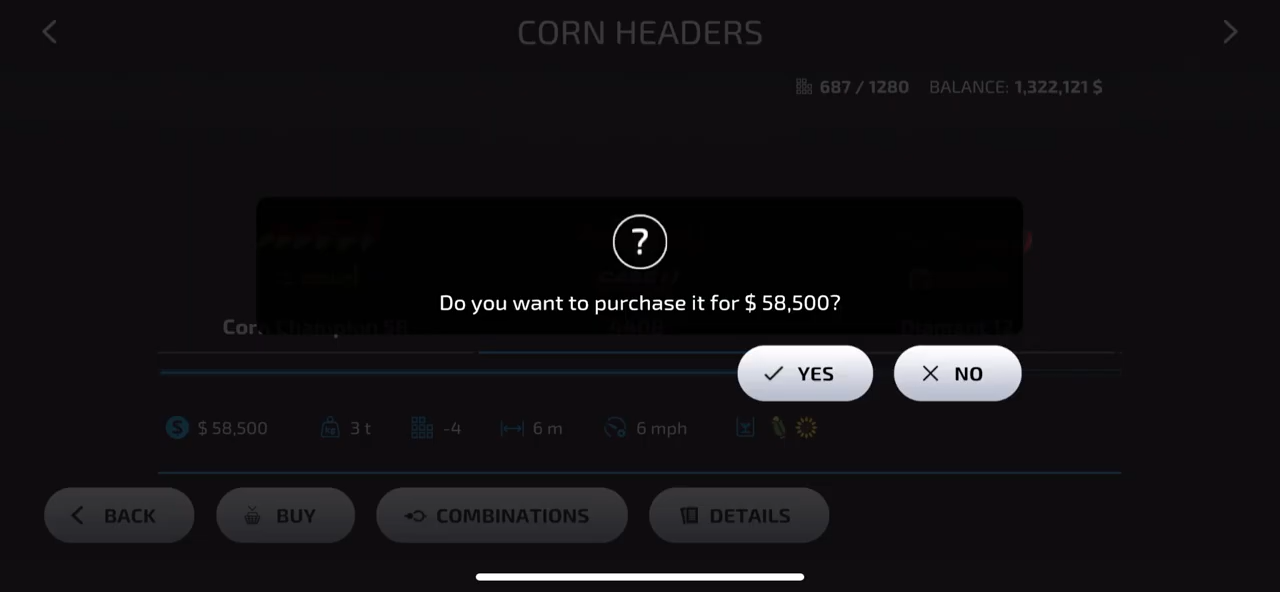 CORN HEADERS
687 / 1280 BALANCE: 1,322,121 $
?
Do you want to purchase it for $ 58,500?
YES NO
$ 58,500 3 t -4 6 m 6 mph
BACK BUY COMBINATIONS DETAILS